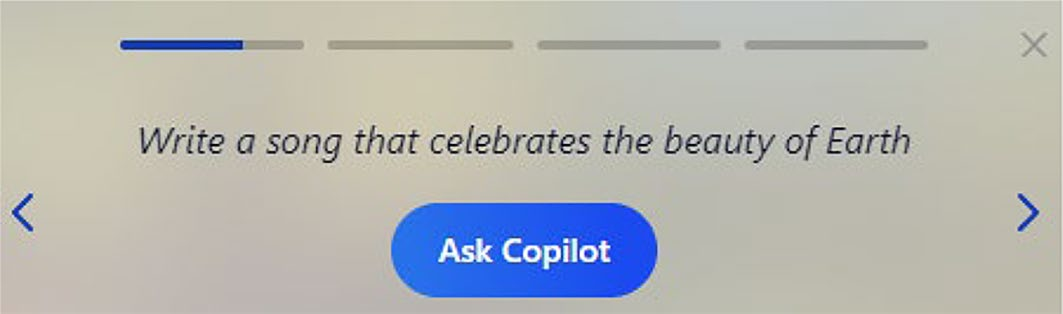 Write a song that celebrates the beauty of Earth
Ask Copilot